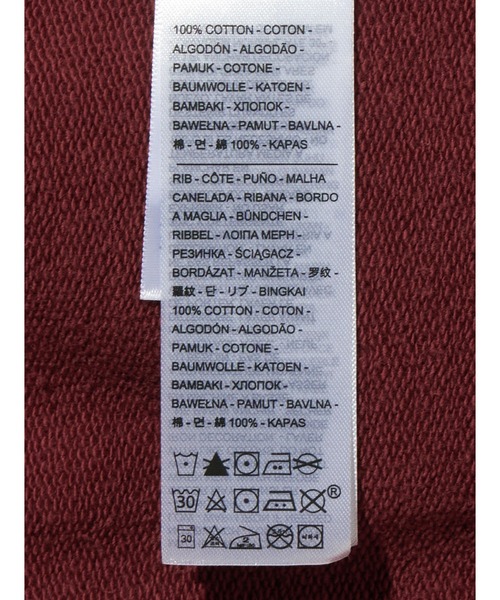 100% COTTON - COTON -
ALGODÓN - ALGODÃO -
PAMUK - COTONE -
BAUMWOLLE - KATOEN -
BAMBAKI - ХЛОПОК -
BAWEŁNA - PAMUT - BAVLNA -
棉 - 면 - 綿 100% - KAPAS
RIB - CÔTE - PUÑO - MALHA
CANELADA - RIBANA - BORDO
A MAGLIA - BÜNDCHEN -
RIBBEL - ΛΟΙΠΑ ΜΕΡΗ -
РЕЗИНКА - ŚCIĄGACZ -
BORDÁZAT - MANŽETA - 罗纹 -
羅紋 - 단 - リブ - BINGKAI
100% COTTON - COTON -
ALGODÓN - ALGODÃO -
PAMUK - COTONE -
BAUMWOLLE - KATOEN -
BAMBAKI - ХЛОПОК -
BAWEŁNA - PAMUT - BAVLNA -
棉 - 면 - 綿 100% - KAPAS
30 ®
30